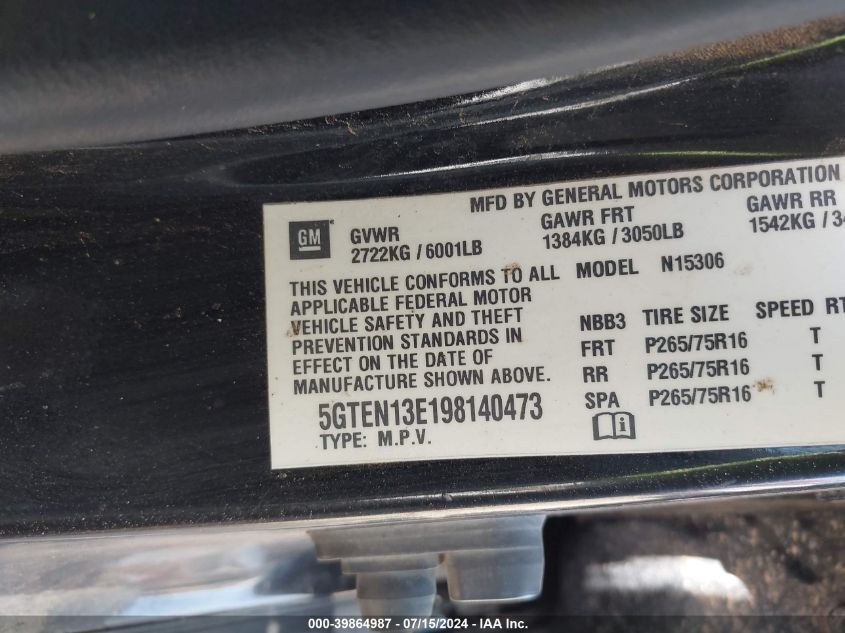 MFD BY GENERAL MOTORS CORPORATION
GM GVWR GAWR FRT GAWR RR
2722KG / 6001LB 1384KG / 3050LB 1542KG / 34
THIS VEHICLE CONFORMS TO ALL MODEL N15306
APPLICABLE FEDERAL MOTOR
VEHICLE SAFETY AND THEFT NBB3 TIRE SIZE SPEED RT
PREVENTION STANDARDS IN FRT P265/75R16 T
EFFECT ON THE DATE OF RR P265/75R16 T
MANUFACTURE SHOWN ABOVE. SPA P265/75R16 T
5GTEN13E198140473
TYPE: M.P.V.
000-39864987 - 07/15/2024 - IAA Inc.